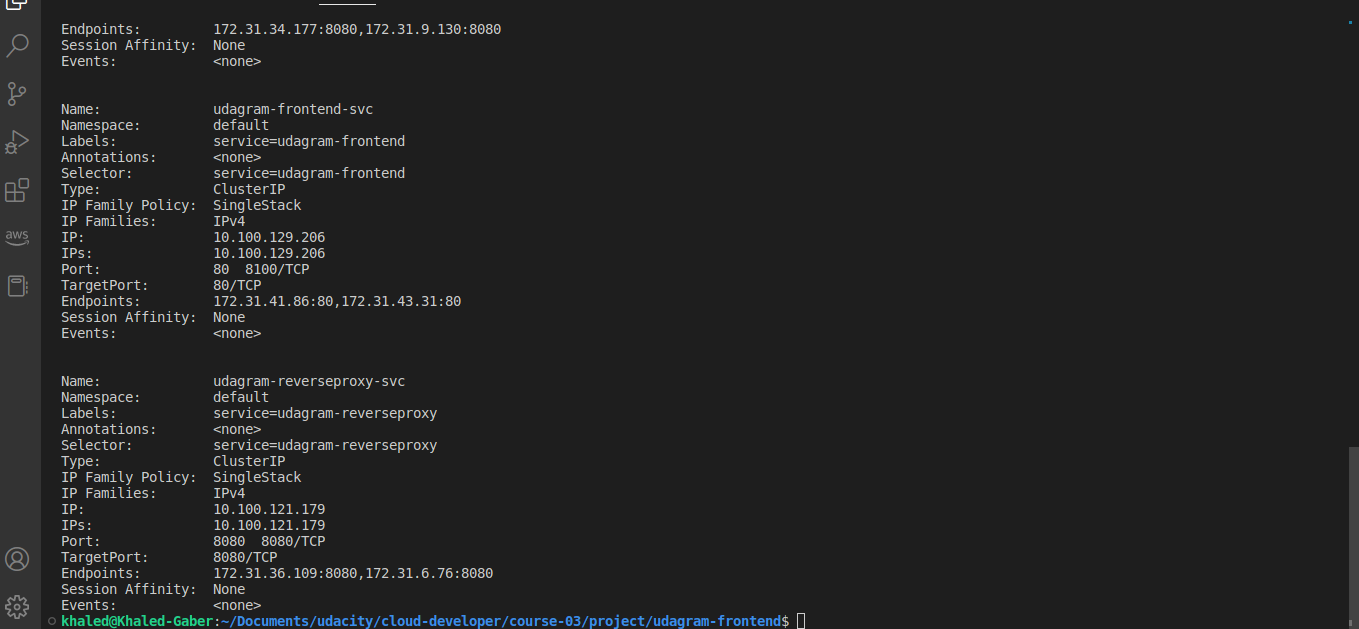 Endpoints:         172.31.34.177:8080,172.31.9.130:8080
Session Affinity:  None
Events:            <none>
Name:              udagram-frontend-svc
Namespace:         default
Labels:            service=udagram-frontend
Annotations:       <none>
Selector:          service=udagram-frontend
Type:              ClusterIP
IP Family Policy:  SingleStack
IP Families:       IPv4
IP:                10.100.129.206
IPs:               10.100.129.206
Port:              80  8100/TCP
TargetPort:        80/TCP
Endpoints:         172.31.41.86:80,172.31.43.31:80
Session Affinity:  None
Events:            <none>
Name:              udagram-reverseproxy-svc
Namespace:         default
Labels:            service=udagram-reverseproxy
Annotations:       <none>
Selector:          service=udagram-reverseproxy
Type:              ClusterIP
IP Family Policy:  SingleStack
IP Families:       IPv4
IP:                10.100.121.179
IPs:               10.100.121.179
Port:              8080  8080/TCP
TargetPort:        8080/TCP
Endpoints:         172.31.36.109:8080,172.31.6.76:8080
Session Affinity:  None
Events:            <none>
khaled@Khaled-Gaber:~/Documents/udacity/cloud-developer/course-03/project/udagram-frontend$
aws